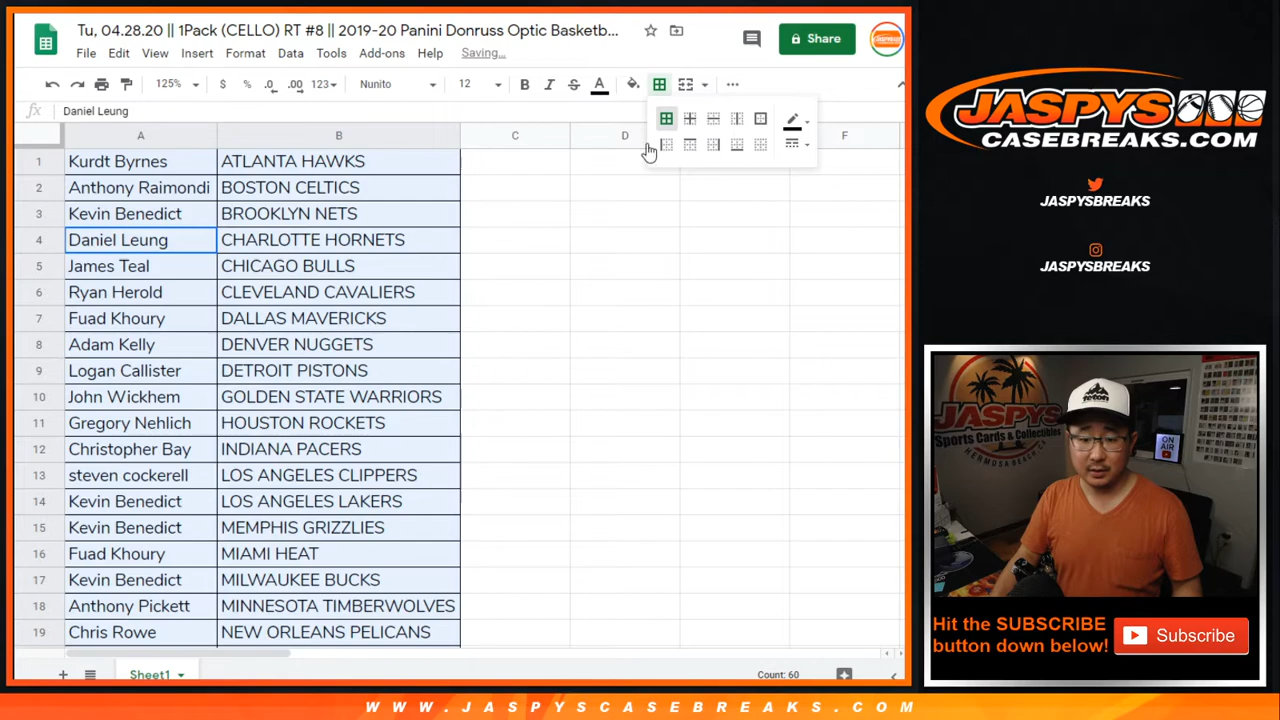 Tu, 04.28.20 || 1Pack (CELLO) RT #8 || 2019-20 Panini Donruss Optic Basketb...
Share
File Edit View Insert Format Data Tools Add-ons Help Saving...
125% $ % .0 .00 123 Nunito 12 B I S A
fx Daniel Leung
A B C D F
1 Kurdt Byrnes ATLANTA HAWKS
2 Anthony Raimondi BOSTON CELTICS
3 Kevin Benedict BROOKLYN NETS
4 Daniel Leung CHARLOTTE HORNETS
5 James Teal CHICAGO BULLS
6 Ryan Herold CLEVELAND CAVALIERS
7 Fuad Khoury DALLAS MAVERICKS
8 Adam Kelly DENVER NUGGETS
9 Logan Callister DETROIT PISTONS
10 John Wickhem GOLDEN STATE WARRIORS
11 Gregory Nehlich HOUSTON ROCKETS
12 Christopher Bay INDIANA PACERS
13 steven cockerell LOS ANGELES CLIPPERS
14 Kevin Benedict LOS ANGELES LAKERS
15 Kevin Benedict MEMPHIS GRIZZLIES
16 Fuad Khoury MIAMI HEAT
17 Kevin Benedict MILWAUKEE BUCKS
18 Anthony Pickett MINNESOTA TIMBERWOLVES
19 Chris Rowe NEW ORLEANS PELICANS
Sheet1
Count: 60
JASPYS
CASEBREAKS.COM
JASPYSBREAKS
JASPYSBREAKS
JASPYS
Sports Cards & Collectibles
HERMOSA BEACH
ON
AIR
Hit the SUBSCRIBE
button down below!
Subscribe
WWW.JASPYSCASEBREAKS.COM